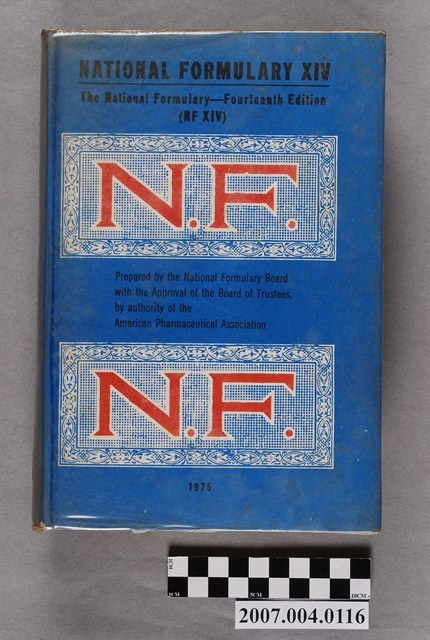 NATIONAL FORMULARY XIV
The National Formulary—Fourteenth Edition
(NF XIV)
N.F.
Prepared by the National Formulary Board
with the Approval of the Board of Trustees,
by authority of the
American Pharmaceutical Association
N.F.
1975
1CM 5CM 10CM
2007.004.0116